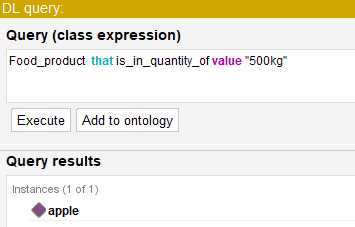 DL query:
Query (class expression)
Food_product that is_in_quantity_of value "500kg"
Execute Add to ontology
Query results
Instances (1 of 1)
apple